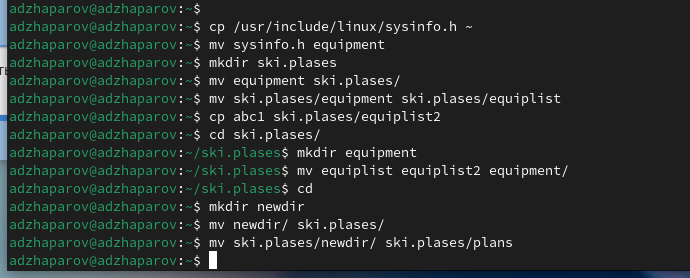 adzhaparov@adzhaparov:~$
adzhaparov@adzhaparov:~$ cp /usr/include/linux/sysinfo.h ~
adzhaparov@adzhaparov:~$ mv sysinfo.h equipment
adzhaparov@adzhaparov:~$ mkdir ski.plases
adzhaparov@adzhaparov:~$ mv equipment ski.plases/
adzhaparov@adzhaparov:~$ mv ski.plases/equipment ski.plases/equiplist
adzhaparov@adzhaparov:~$ cp abc1 ski.plases/equiplist2
adzhaparov@adzhaparov:~$ cd ski.plases/
adzhaparov@adzhaparov:~/ski.plases$ mkdir equipment
adzhaparov@adzhaparov:~/ski.plases$ mv equiplist equiplist2 equipment/
adzhaparov@adzhaparov:~/ski.plases$ cd
adzhaparov@adzhaparov:~$ mkdir newdir
adzhaparov@adzhaparov:~$ mv newdir/ ski.plases/
adzhaparov@adzhaparov:~$ mv ski.plases/newdir/ ski.plases/plans
adzhaparov@adzhaparov:~$